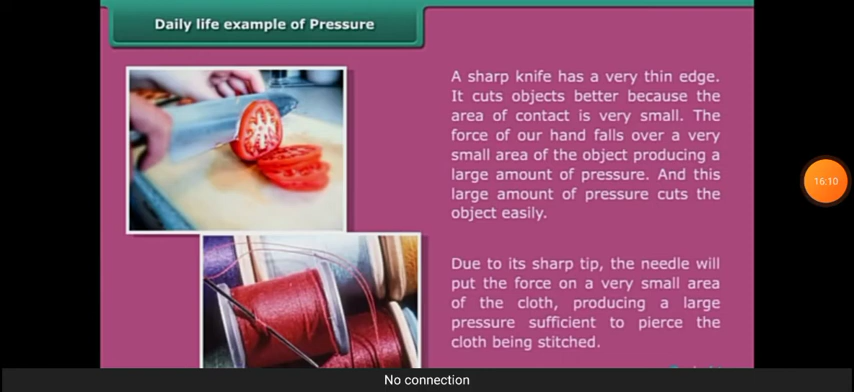 Daily life example of Pressure
A sharp knife has a very thin edge.
It cuts objects better because the
area of contact is very small. The
force of our hand falls over a very
small area of the object producing a
large amount of pressure. And this
large amount of pressure cuts the
object easily.
16:10
Due to its sharp tip, the needle will
put the force on a very small area
of the cloth, producing a large
pressure sufficient to pierce the
cloth being stitched.
No connection